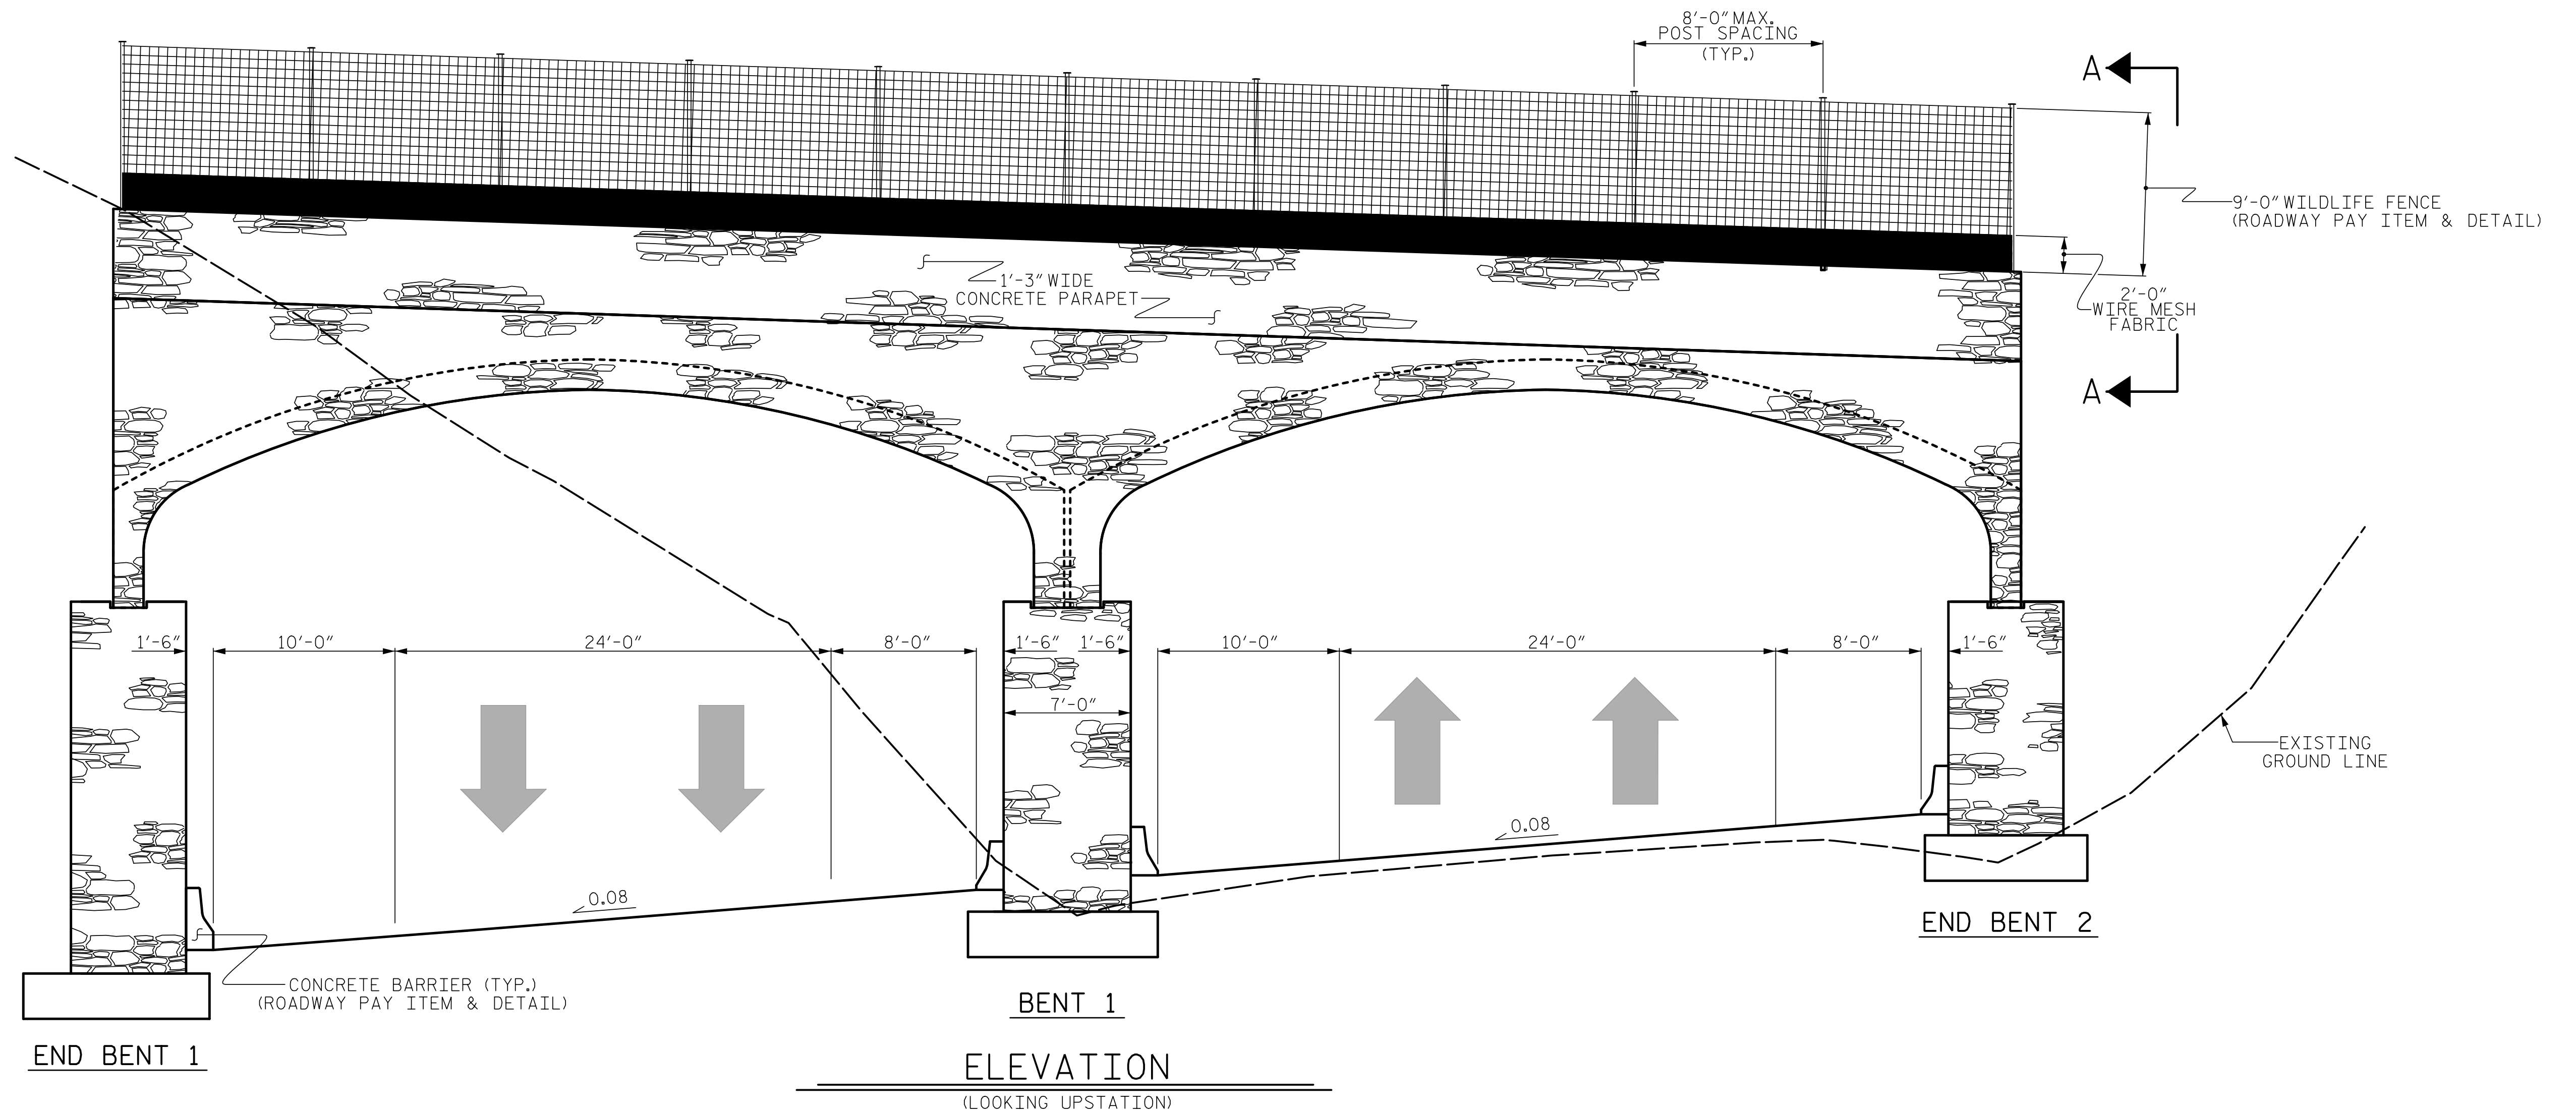 8'-0" MAX.
POST SPACING
(TYP.)
A
9'-0" WILDLIFE FENCE
(ROADWAY PAY ITEM & DETAIL)
1'-3" WIDE
CONCRETE PARAPET
2'-0"
WIRE MESH
FABRIC
A
1'-6" 10'-0" 24'-0" 8'-0" 1'-6" 1'-6" 10'-0" 24'-0" 8'-0" 1'-6"
7'-0"
EXISTING
GROUND LINE
0.08
0.08
END BENT 2
CONCRETE BARRIER (TYP.)
(ROADWAY PAY ITEM & DETAIL)
BENT 1
END BENT 1
ELEVATION
(LOOKING UPSTATION)